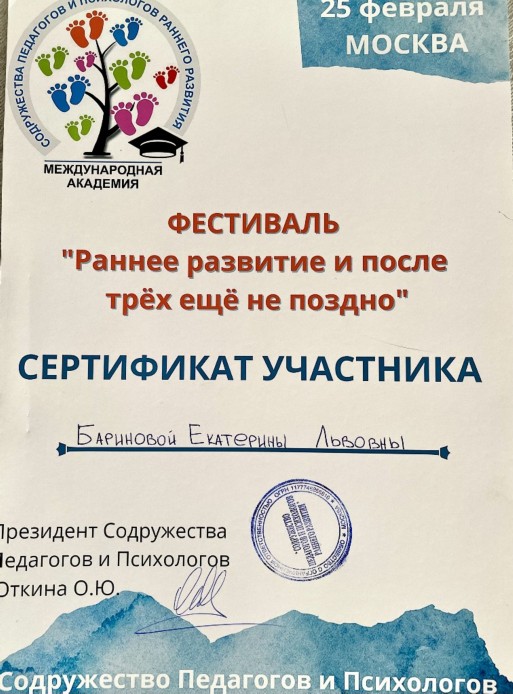 25 февраля
МОСКВА
СОДРУЖЕСТВА ПЕДАГОГОВ И ПСИХОЛОГОВ РАННЕГО РАЗВИТИЯ
МЕЖДУНАРОДНАЯ
АКАДЕМИЯ
ФЕСТИВАЛЬ
"Раннее развитие и после
трёх ещё не поздно"
СЕРТИФИКАТ УЧАСТНИКА
Бариновой Екатерины Львовны
Президент Содружества
Педагогов и Психологов
Откина О.Ю.
Содружество Педагогов и Психологов